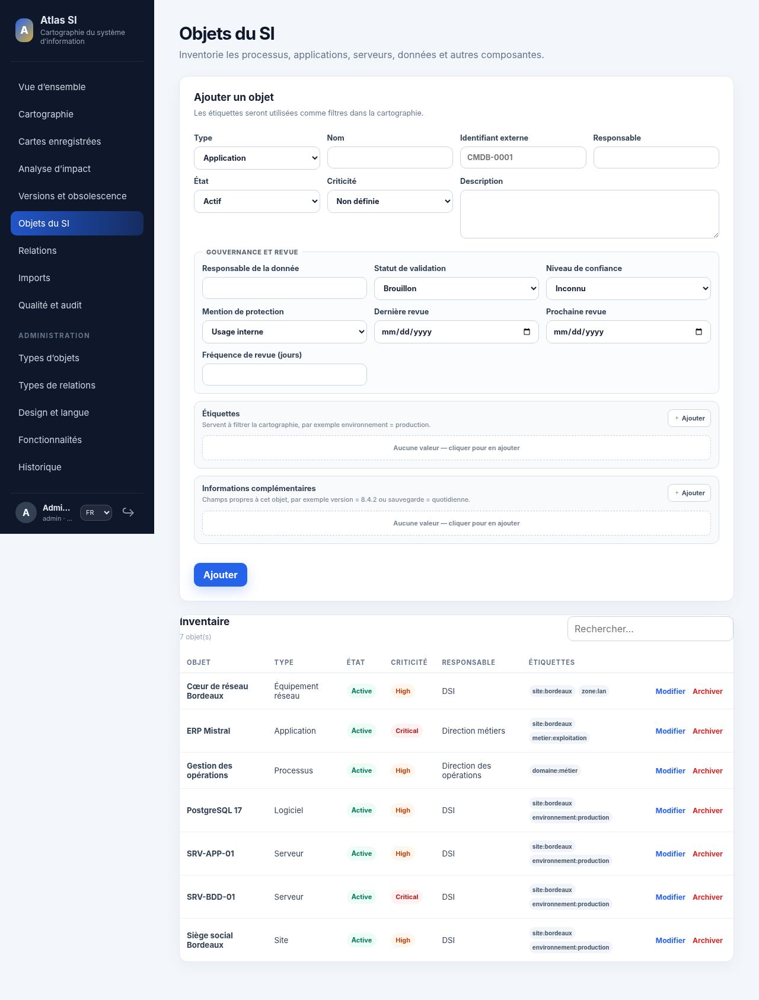 A
Atlas SI
Cartographie du système
d’information
Vue d’ensemble
Cartographie
Cartes enregistrées
Analyse d’impact
Versions et obsolescence
Objets du SI
Relations
Imports
Qualité et audit
ADMINISTRATION
Types d’objets
Types de relations
Design et langue
Fonctionnalités
Historique
A
Admi...
admin · ...
FR
Objets du SI
Inventorie les processus, applications, serveurs, données et autres composantes.
Ajouter un objet
Les étiquettes seront utilisées comme filtres dans la cartographie.
Type Nom Identifiant externe Responsable
Application CMDB-0001
État Criticité Description
Actif Non définie
GOUVERNANCE ET REVUE
Responsable de la donnée Statut de validation Niveau de confiance
Brouillon Inconnu
Mention de protection Dernière revue Prochaine revue
Usage interne mm/dd/yyyy mm/dd/yyyy
Fréquence de revue (jours)
Étiquettes
Servent à filtrer la cartographie, par exemple environnement = production.
+ Ajouter
Aucune valeur — cliquer pour en ajouter
Informations complémentaires
Champs propres à cet objet, par exemple version = 8.4.2 ou sauvegarde = quotidienne.
+ Ajouter
Aucune valeur — cliquer pour en ajouter
Ajouter
Inventaire
7 objet(s)
Rechercher...
OBJET TYPE ÉTAT CRITICITÉ RESPONSABLE ÉTIQUETTES
Cœur de réseau Bordeaux Équipement réseau Active High DSI site:bordeaux zone:lan Modifier Archiver
ERP Mistral Application Active Critical Direction métiers site:bordeaux metier:exploitation Modifier Archiver
Gestion des opérations Processus Active High Direction des opérations domaine:métier Modifier Archiver
PostgreSQL 17 Logiciel Active High DSI site:bordeaux environnement:production Modifier Archiver
SRV-APP-01 Serveur Active High DSI site:bordeaux environnement:production Modifier Archiver
SRV-BDD-01 Serveur Active Critical DSI site:bordeaux environnement:production Modifier Archiver
Siège social Bordeaux Site Active High DSI site:bordeaux environnement:production Modifier Archiver